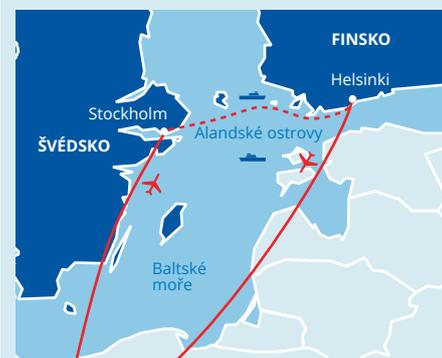 FINSKO
Helsinki
Stockholm
Alandské ostrovy
ŠVÉDSKO
Baltské
moře